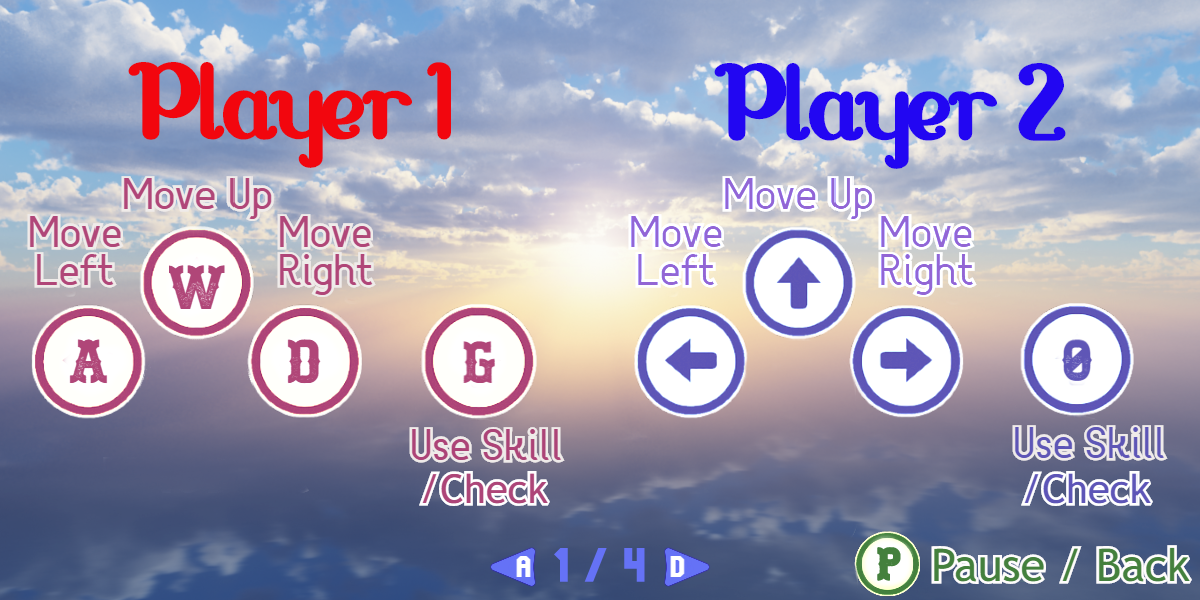 Player 1
Move Up
Move
Left
Move
Right
W
A
D
G
Use Skill
/Check
Player 2
Move Up
Move
Left
Move
Right
0
Use Skill
/Check
A 1 / 4 D
P Pause / Back